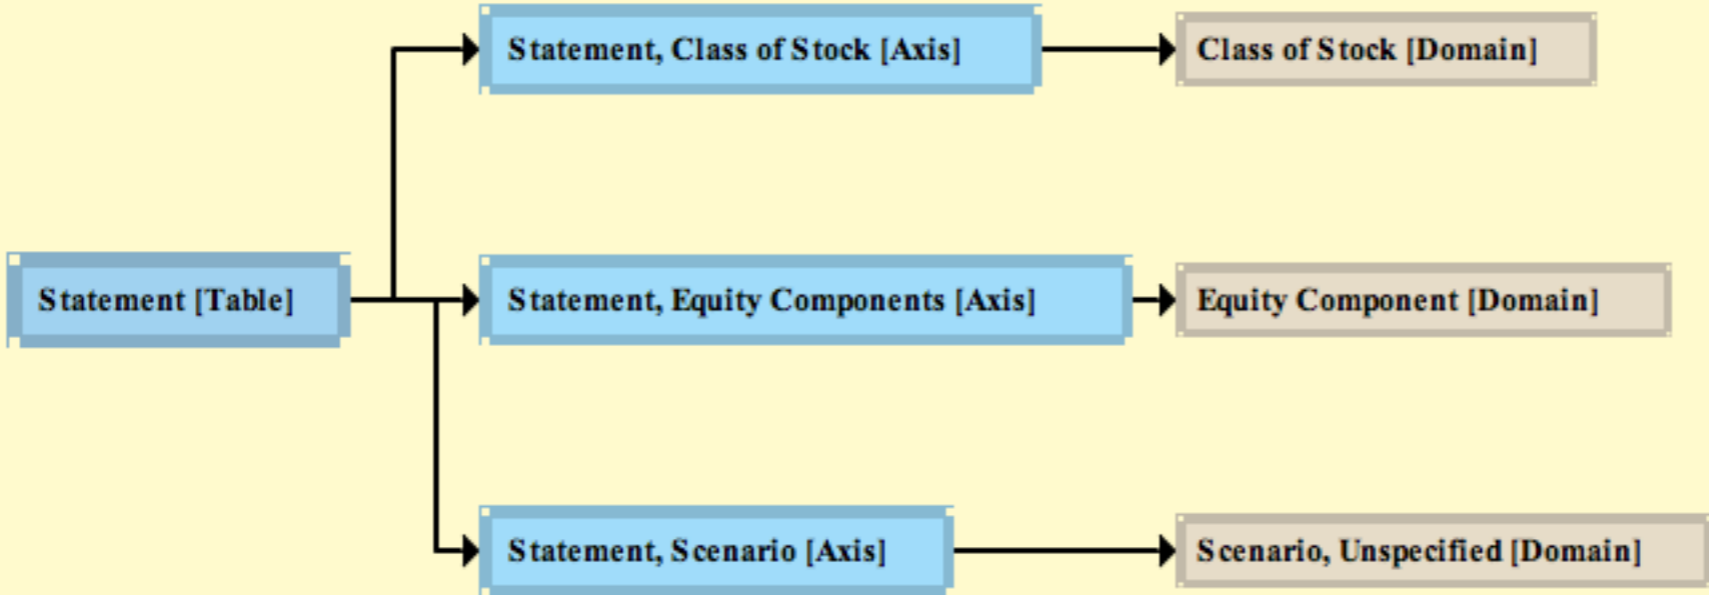 Statement, Class of Stock [Axis]
Class of Stock [Domain]
Statement [Table]
Statement, Equity Components [Axis]
Equity Component [Domain]
Statement, Scenario [Axis]
Scenario, Unspecified [Domain]